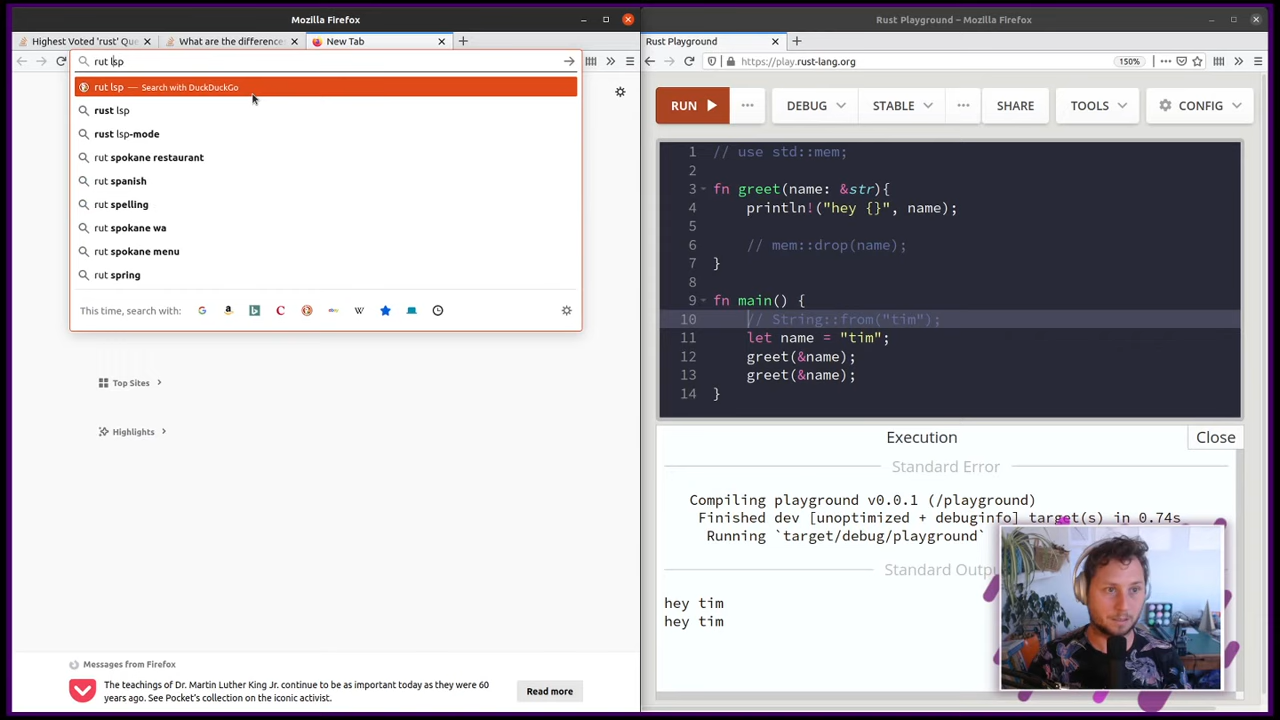 Mozilla Firefox
Highest Voted 'rust' Que
What are the difference
New Tab
rut lsp
rut lsp — Search with DuckDuckGo
rust lsp
rust lsp-mode
rut spokane restaurant
rut spanish
rut spelling
rut spokane wa
rut spokane menu
rut spring
This time, search with:
Top Sites
Highlights
Messages from Firefox
The teachings of Dr. Martin Luther King Jr. continue to be as important today as they were 60
years ago. See Pocket's collection on the iconic activist.
Read more
Rust Playground – Mozilla Firefox
Rust Playground
https://play.rust-lang.org
150%
RUN
DEBUG
STABLE
SHARE
TOOLS
CONFIG
1 // use std::mem;
2
3 fn greet(name: &str){
4 println!("hey {}", name);
5
6 // mem::drop(name);
7 }
8
9 fn main() {
10 // String::from("tim");
11 let name = "tim";
12 greet(&name);
13 greet(&name);
14 }
Execution
Close
Standard Error
Compiling playground v0.0.1 (/playground)
Finished dev [unoptimized + debuginfo] target(s) in 0.74s
Running `target/debug/playground`
Standard Outp
hey tim
hey tim